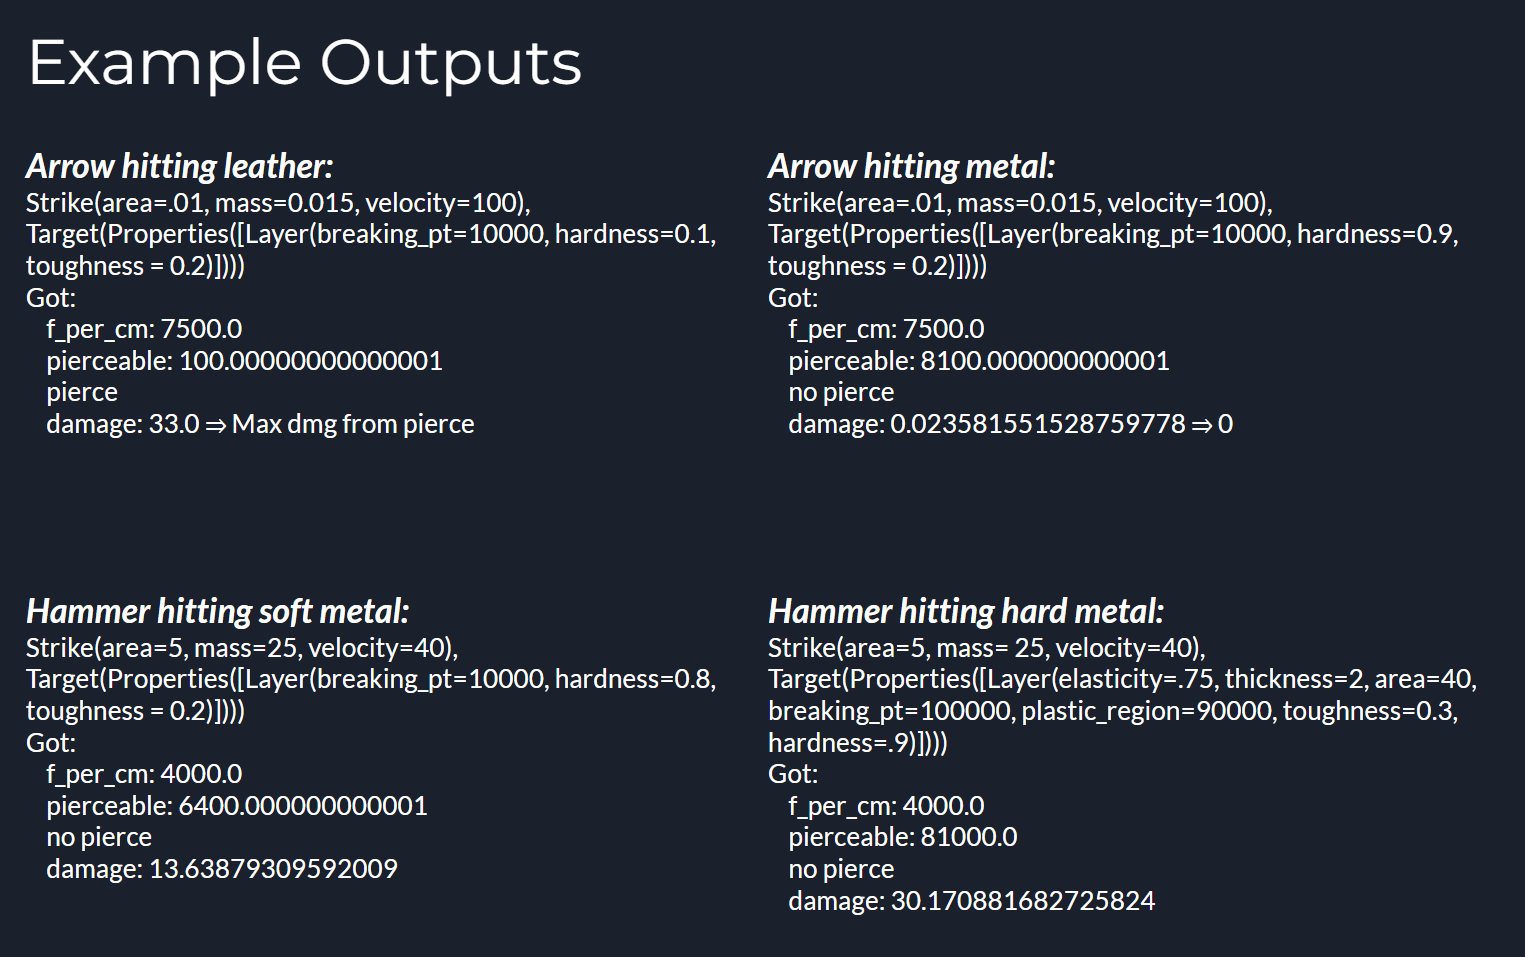 Example Outputs
Arrow hitting leather:
Strike(area=.01, mass=0.015, velocity=100),
Target(Properties([Layer(breaking_pt=10000, hardness=0.1,
toughness = 0.2)])))
Got:
f_per_cm: 7500.0
pierceable: 100.00000000000001
pierce
damage: 33.0 ⇒ Max dmg from pierce
Arrow hitting metal:
Strike(area=.01, mass=0.015, velocity=100),
Target(Properties([Layer(breaking_pt=10000, hardness=0.9,
toughness = 0.2)])))
Got:
f_per_cm: 7500.0
pierceable: 8100.000000000001
no pierce
damage: 0.023581551528759778 ⇒ 0
Hammer hitting soft metal:
Strike(area=5, mass=25, velocity=40),
Target(Properties([Layer(breaking_pt=10000, hardness=0.8,
toughness = 0.2)])))
Got:
f_per_cm: 4000.0
pierceable: 6400.000000000001
no pierce
damage: 13.63879309592009
Hammer hitting hard metal:
Strike(area=5, mass= 25, velocity=40),
Target(Properties([Layer(elasticity=.75, thickness=2, area=40,
breaking_pt=100000, plastic_region=90000, toughness=0.3,
hardness=.9)])))
Got:
f_per_cm: 4000.0
pierceable: 81000.0
no pierce
damage: 30.170881682725824